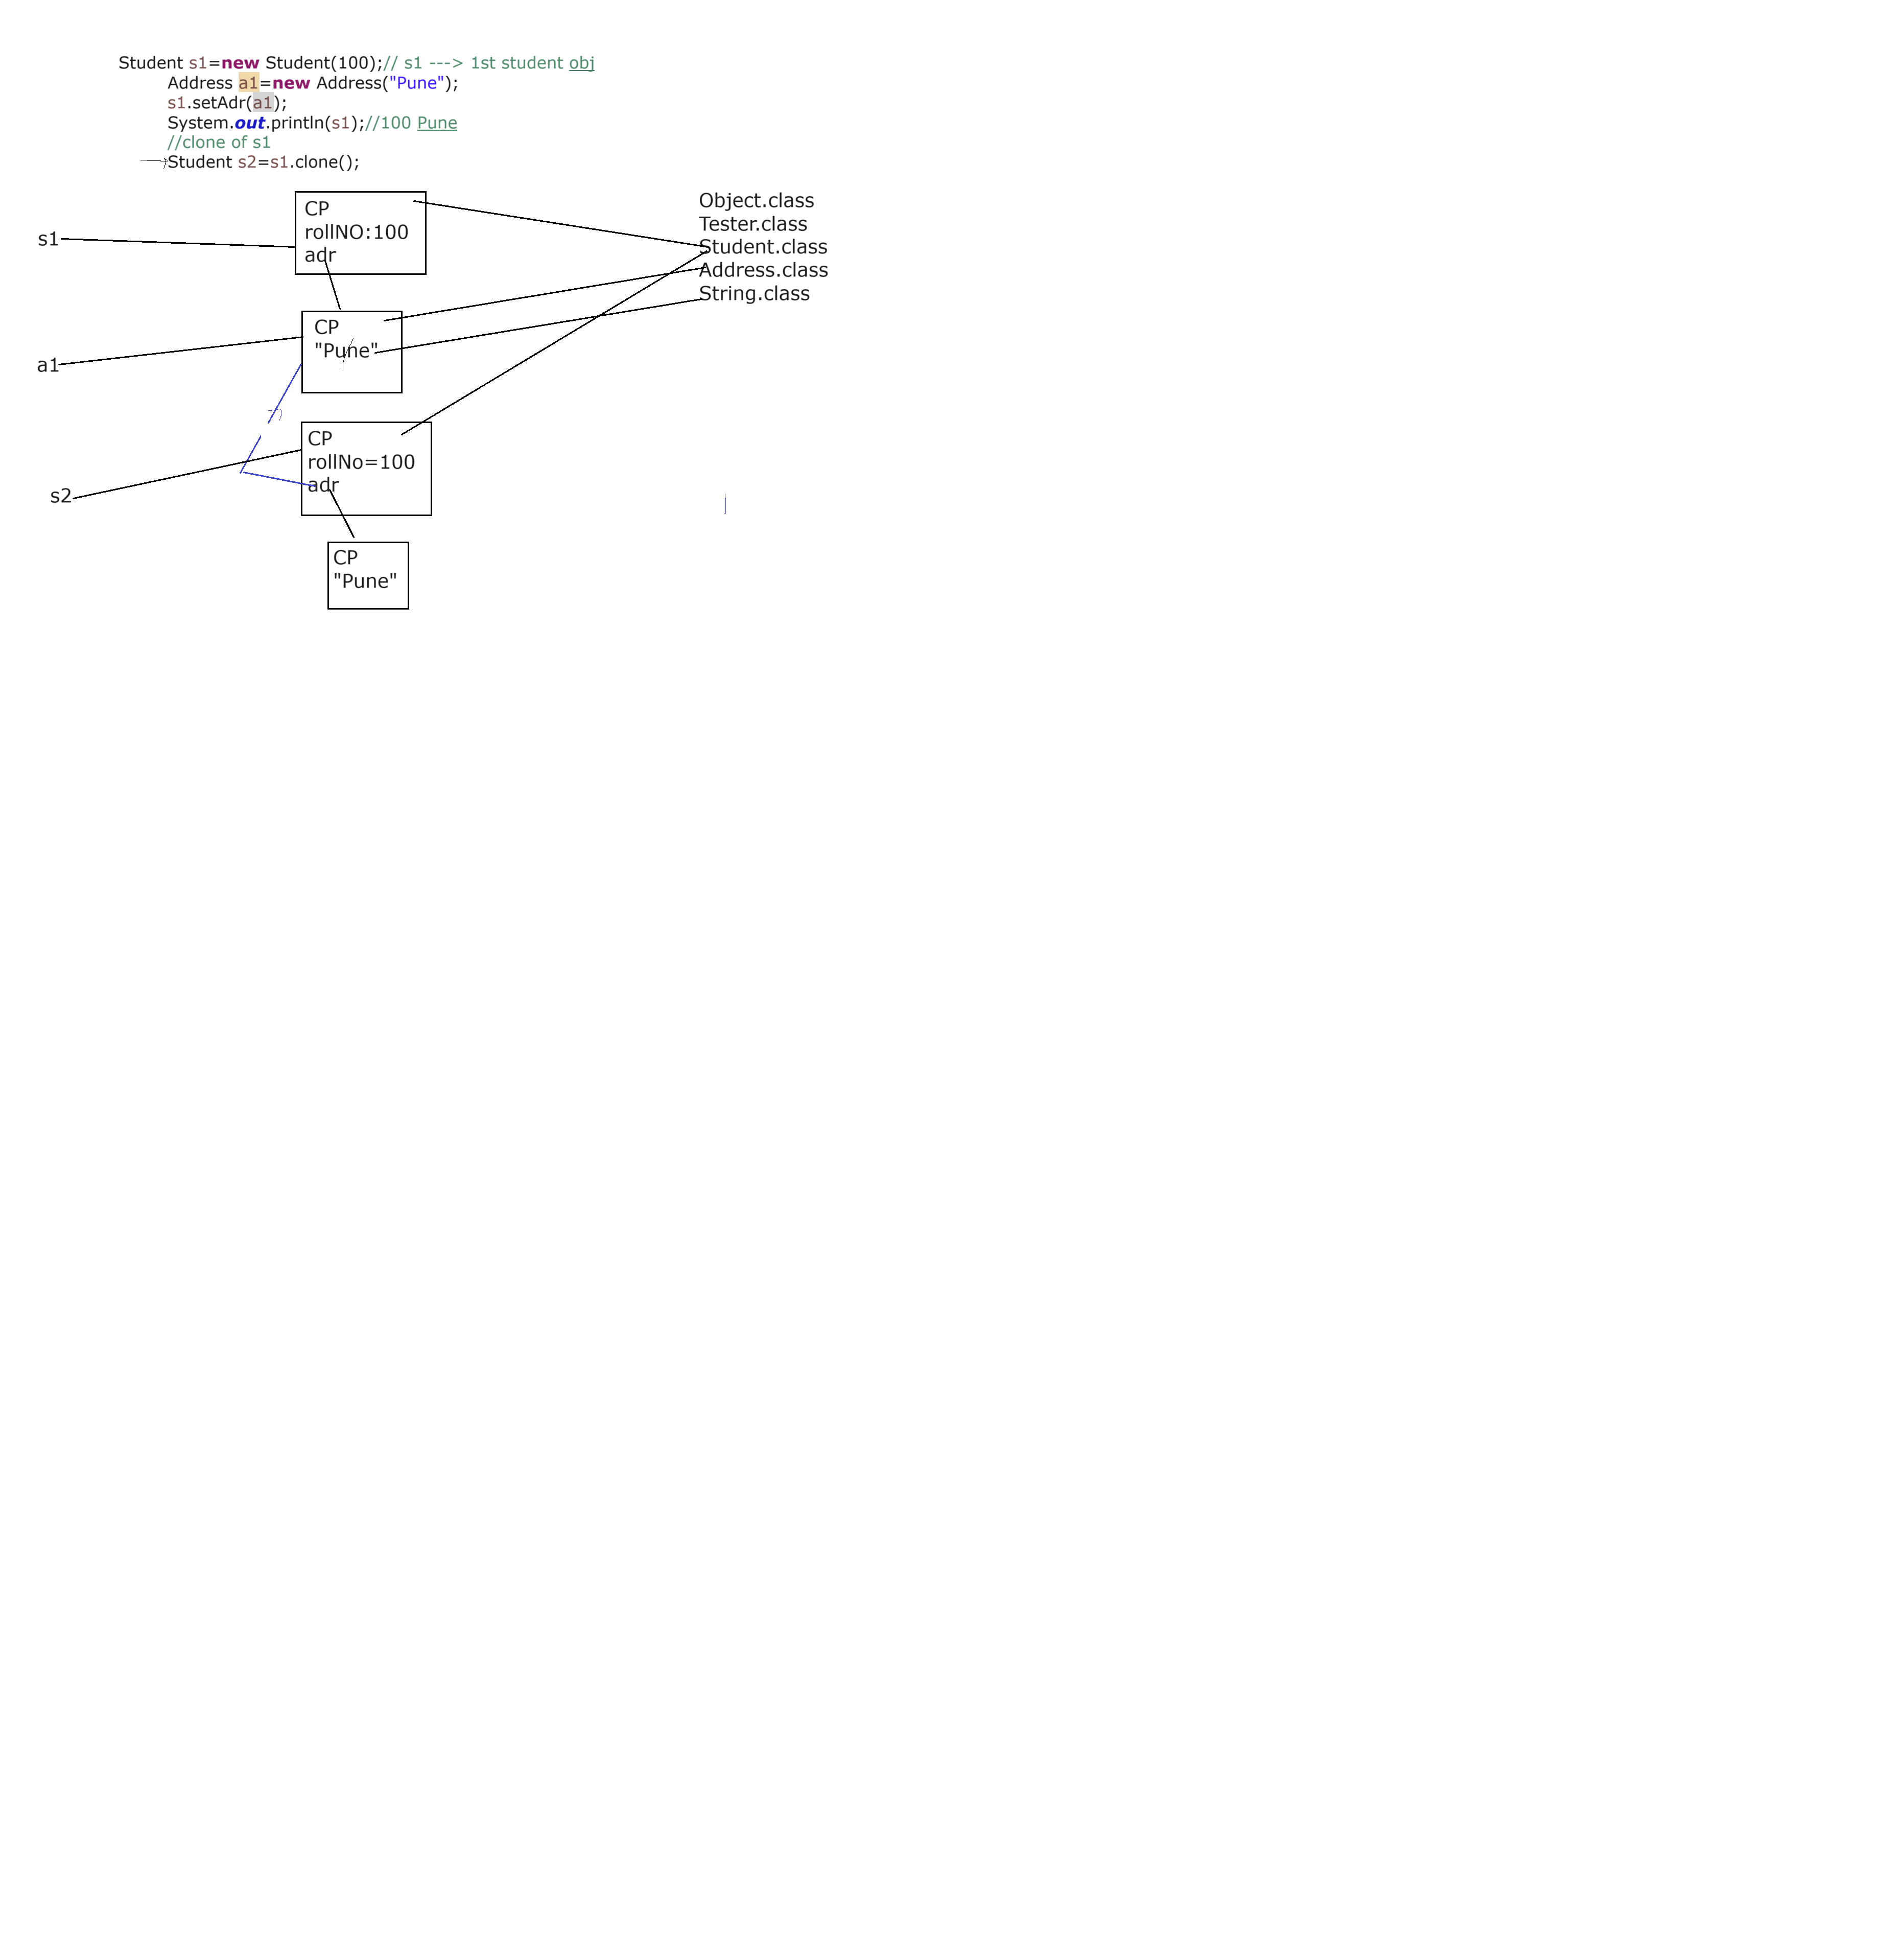 Student s1=new Student(100);// s1 ---> 1st student obj
Address a1=new Address("Pune");
s1.setAdr(a1);
System.out.println(s1);//100 Pune
//clone of s1
Student s2=s1.clone();
Object.class
Tester.class
Student.class
Address.class
String.class
s1
CP
rollNO:100
adr
a1
CP
"Pune"
s2
CP
rollNo=100
adr
CP
"Pune"